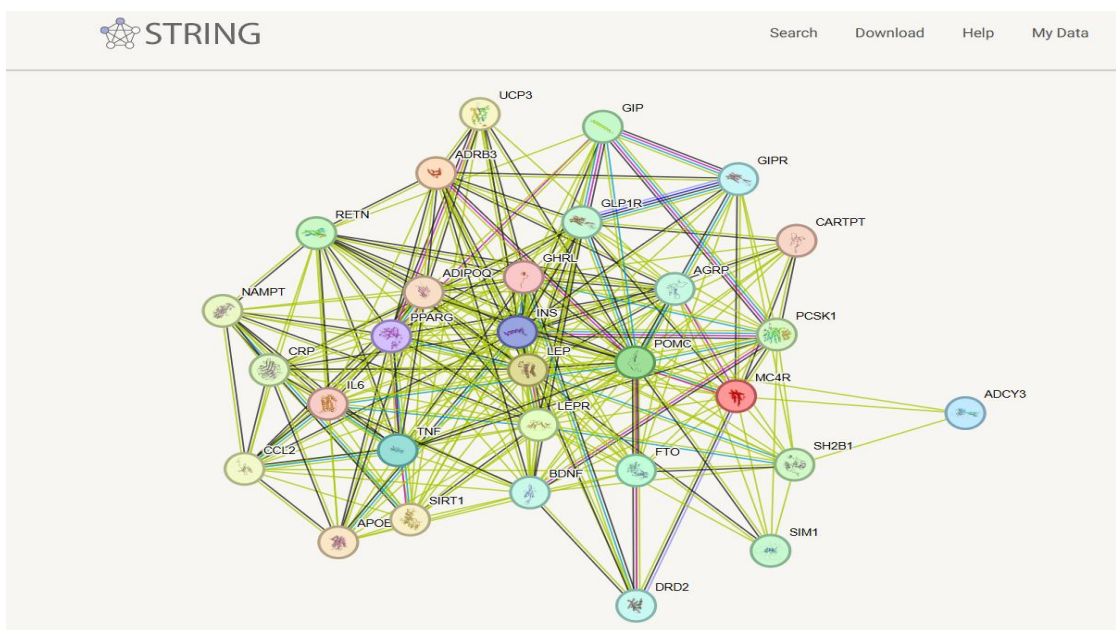 STRING
Search Download Help My Data
UCP3
GIP
ADRB3
GIPR
GLP1R
RETN
CARTPT
GHRL
ADIPOQ
AGRP
NAMPT
INS
PCSK1
PPARG
POMC
CRP
LEP
MC4R
IL6
ADCY3
LEPR
TNF
CCL2
FTO
SH2B1
BDNF
SIRT1
APOE
SIM1
DRD2